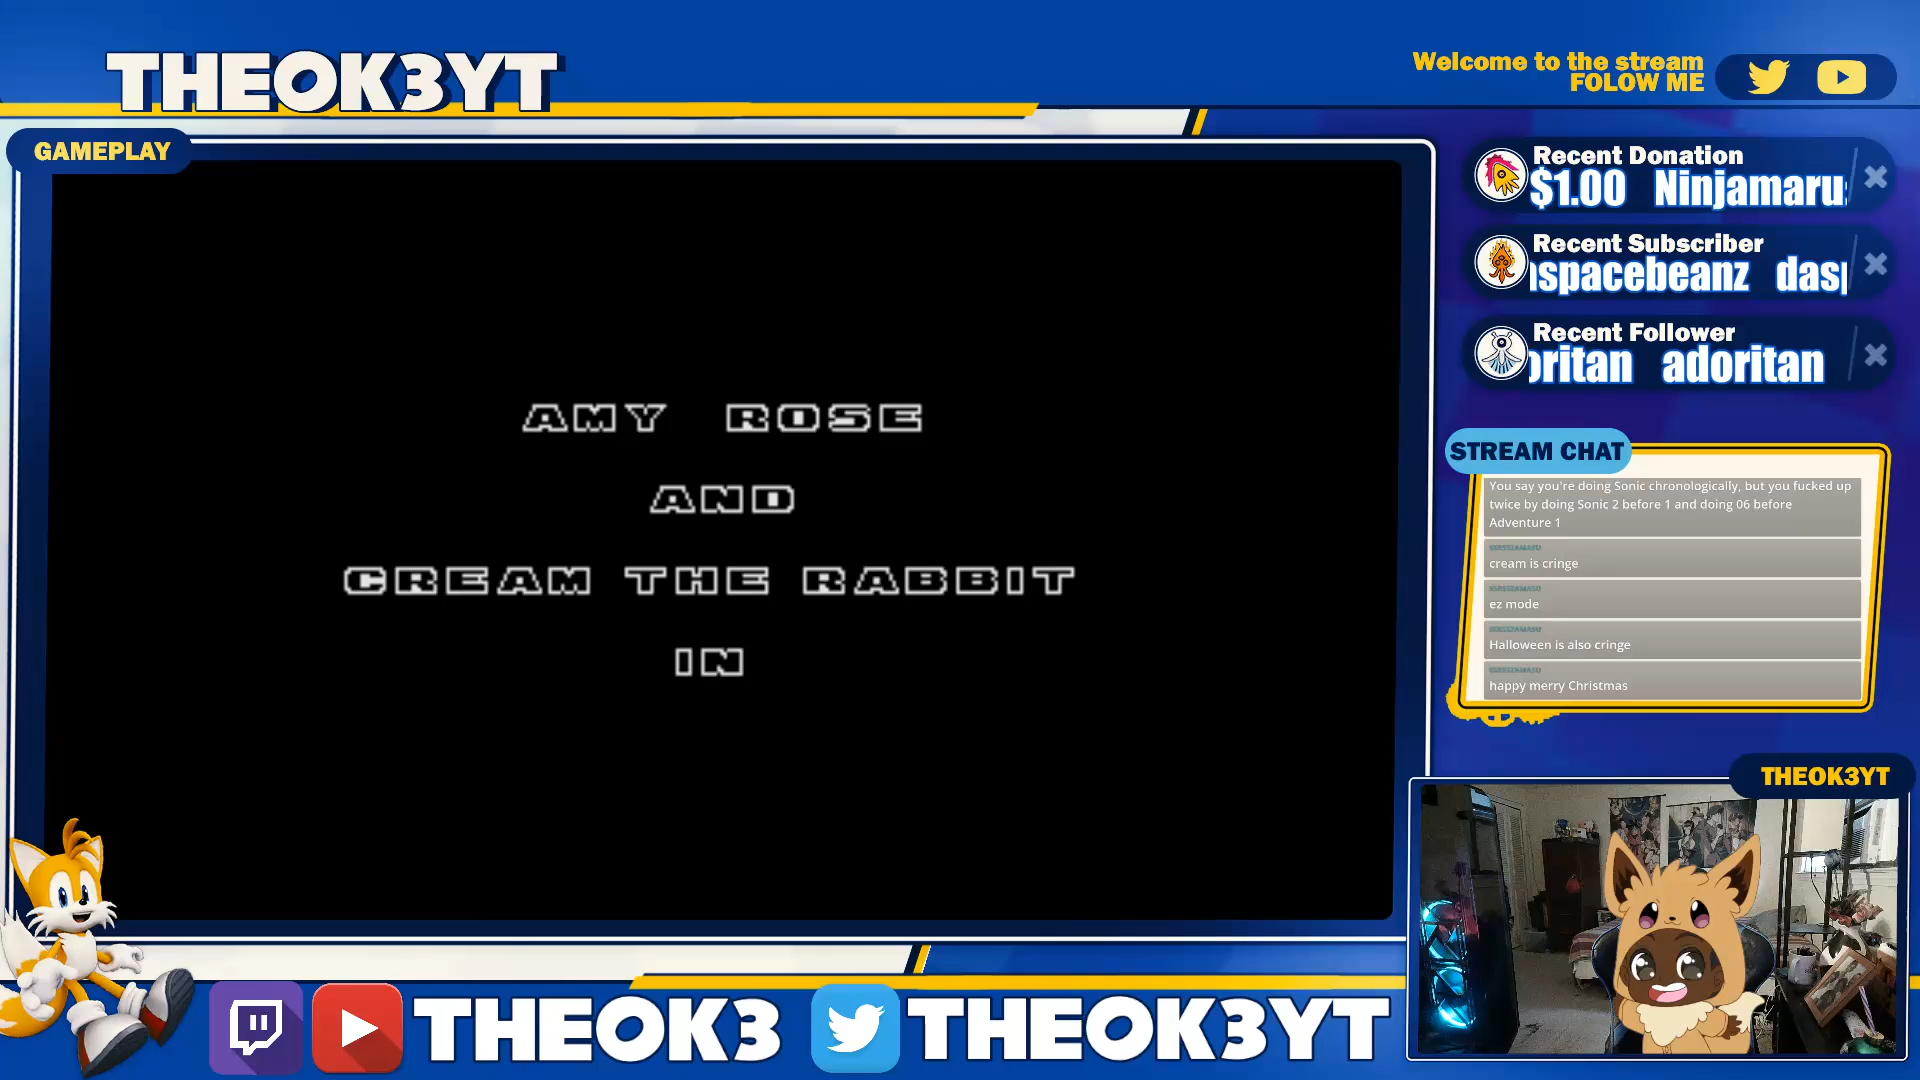 THEOK3YT
Welcome to the stream
FOLOW ME
GAMEPLAY
Recent Donation
$1.00 Ninjamaru
Recent Subscriber
spacebeanz
Recent Follower
adoritan
AMY ROSE
AND
CREAM THE RABBIT
IN
STREAM CHAT
You say you're doing Sonic chronologically, but you fucked up
twice by doing Sonic 2 before 1 and doing 06 before
Adventure 1
cream is cringe
ez mode
Halloween is also cringe
happy merry Christmas
THEOK3YT
THEOK3
THEOK3YT